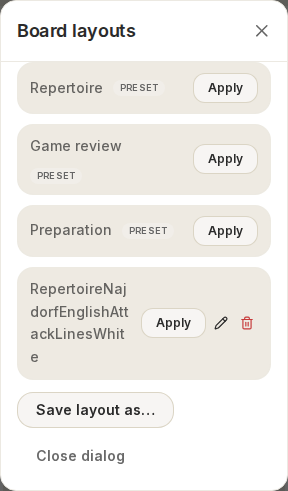 Board layouts
Repertoire PRESET Apply
Game review
PRESET
Apply
Preparation PRESET Apply
RepertoireNaj
dorfEnglishAtt
ackLinesWhit
e
Apply
Save layout as...
Close dialog